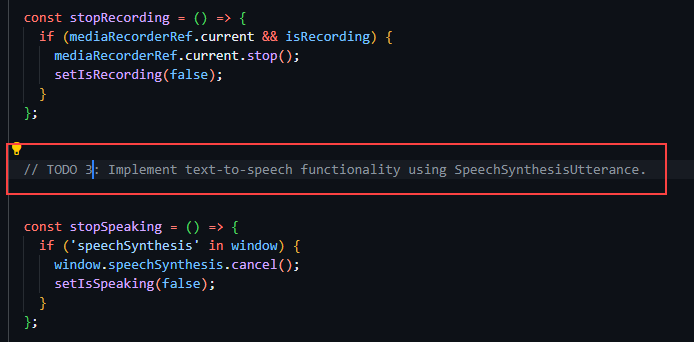 const stopRecording = () => {
if (mediaRecorderRef.current && isRecording) {
mediaRecorderRef.current.stop();
setIsRecording(false);
}
};
// TODO 3: Implement text-to-speech functionality using SpeechSynthesisUtterance.
const stopSpeaking = () => {
if ('speechSynthesis' in window) {
window.speechSynthesis.cancel();
setIsSpeaking(false);
}
};